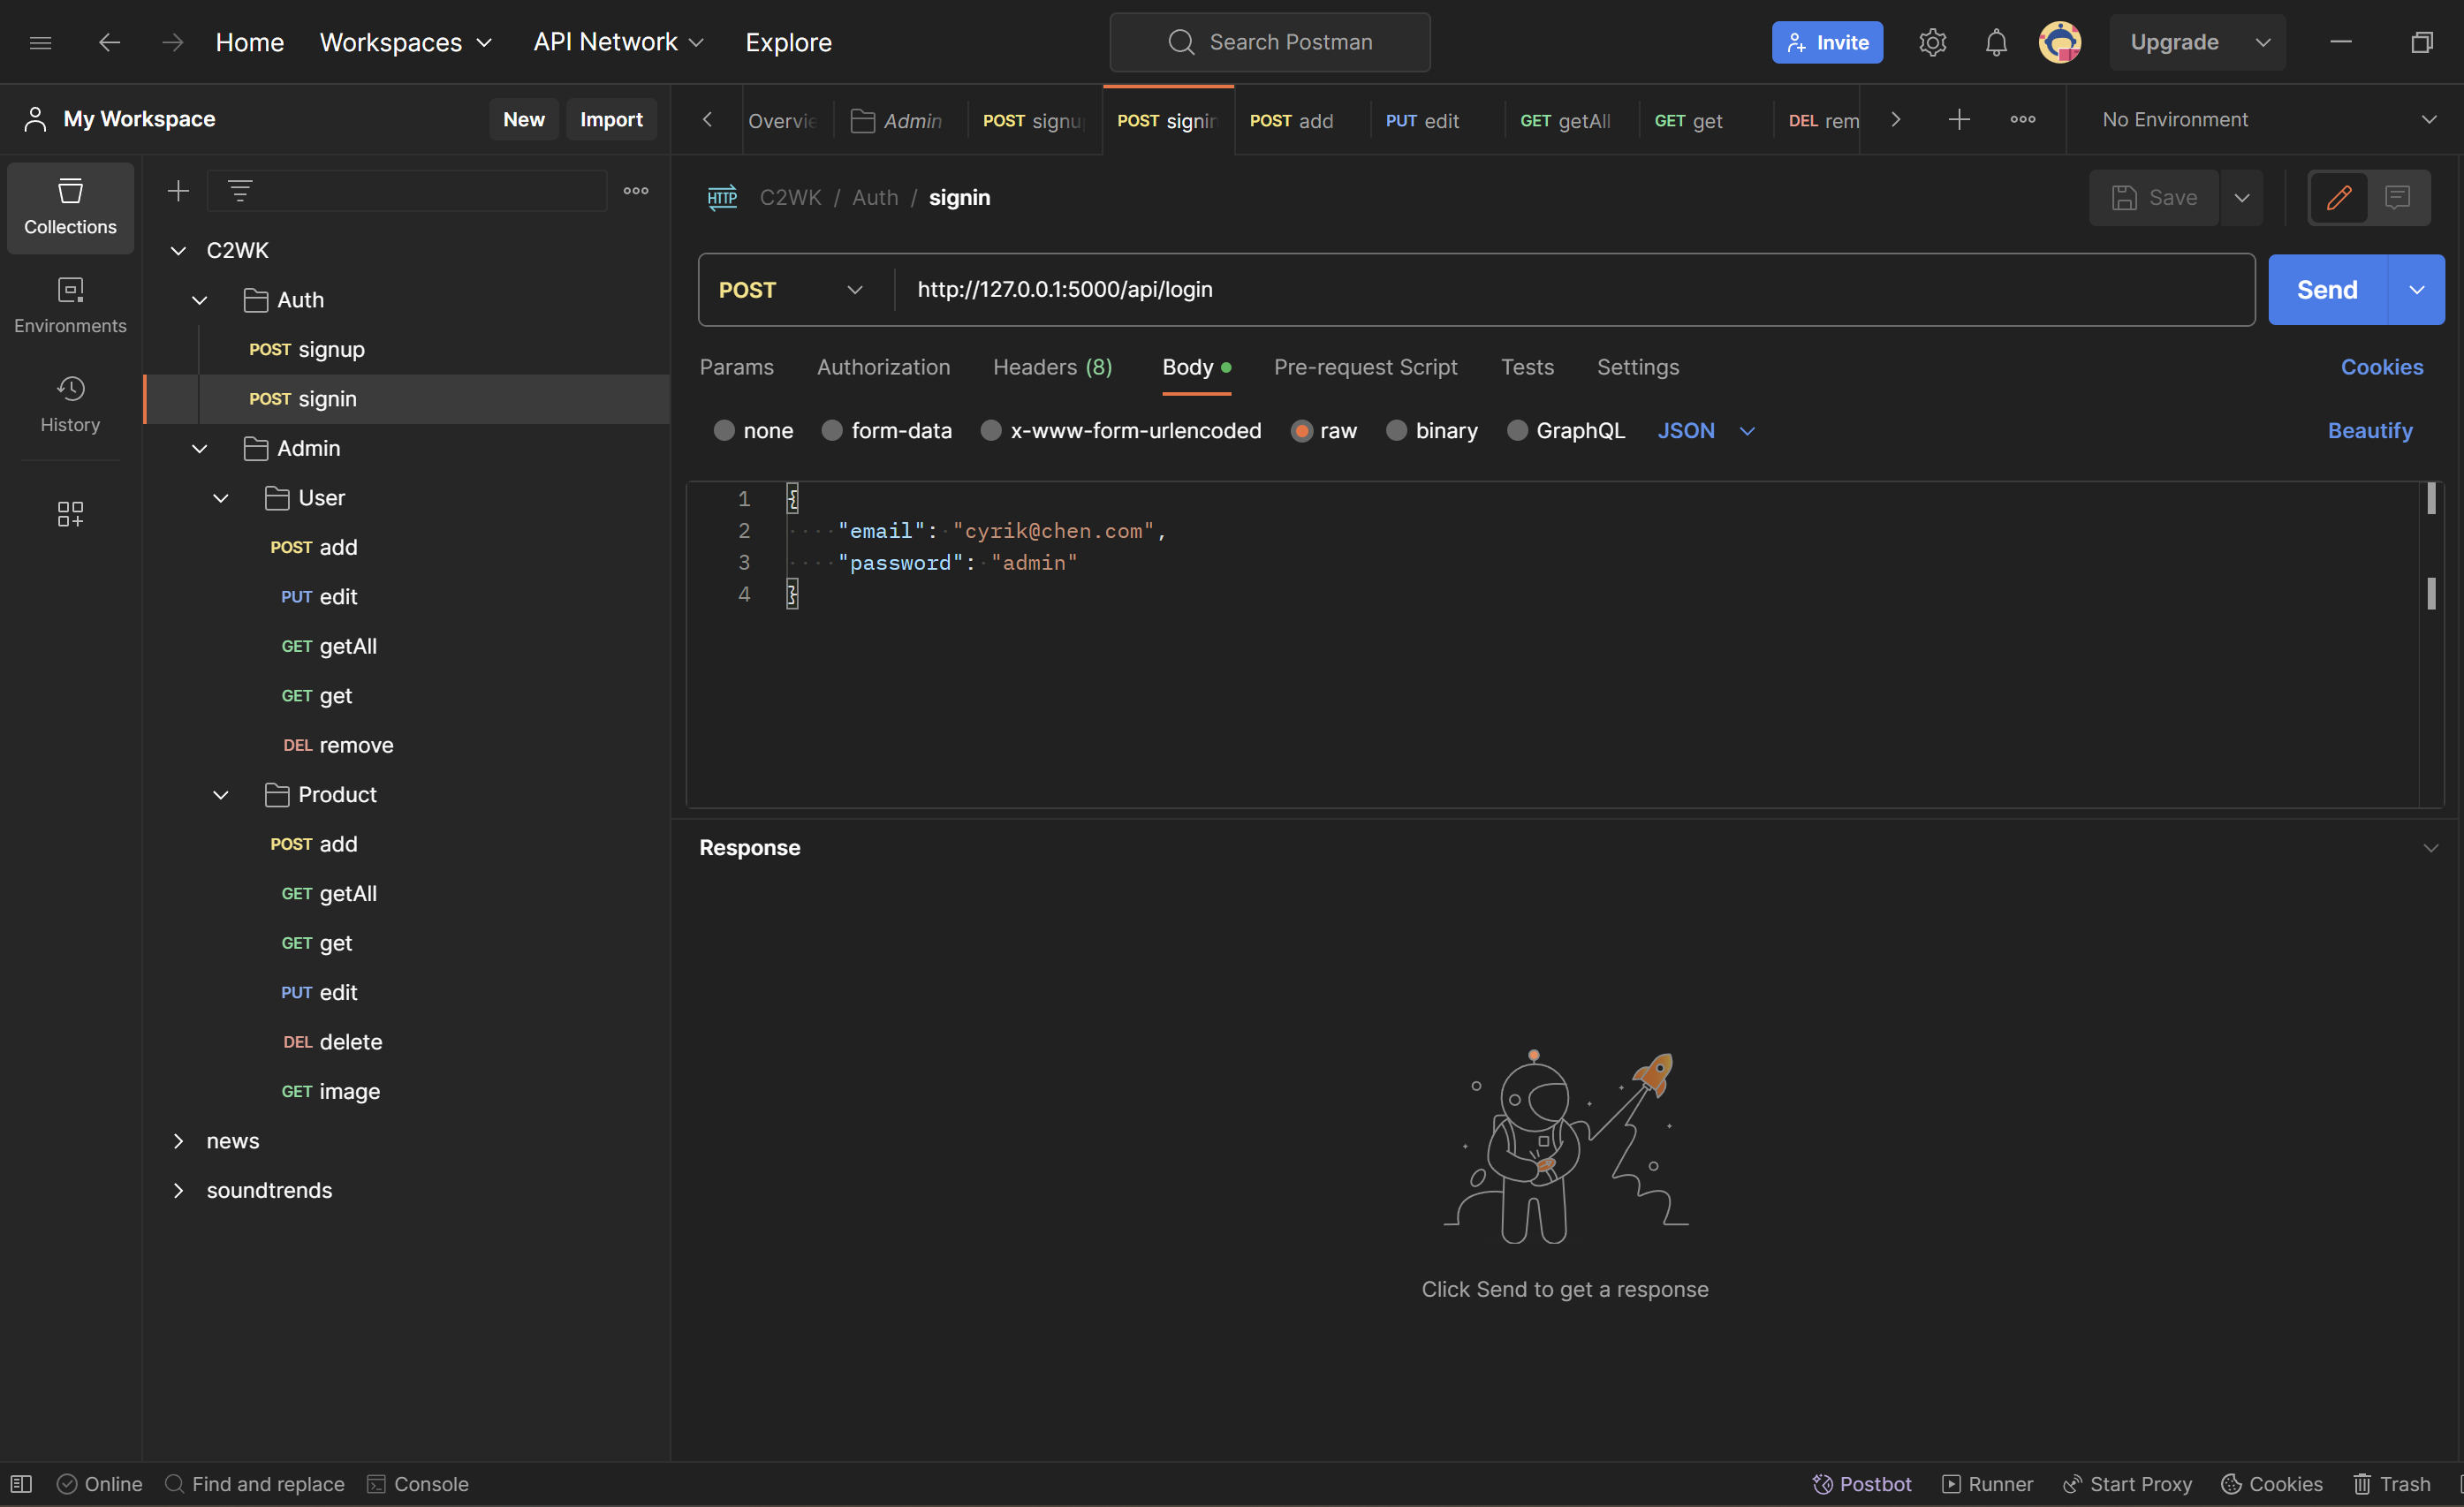 Home Workspaces API Network Explore Search Postman Invite Upgrade
My Workspace New Import
Overvie Admin POST signu POST signin POST add PUT edit GET getAll GET get DEL rem No Environment
Collections
Environments
History
C2WK
Auth
POST signup
POST signin
Admin
User
POST add
PUT edit
GET getAll
GET get
DEL remove
Product
POST add
GET getAll
GET get
PUT edit
DEL delete
GET image
news
soundtrends
HTTP C2WK / Auth / signin Save
POST http://127.0.0.1:5000/api/login Send
Params Authorization Headers (8) Body Pre-request Script Tests Settings Cookies
none form-data x-www-form-urlencoded raw binary GraphQL JSON Beautify
1 {
2 "email": "cyrik@chen.com",
3 "password": "admin"
4 }
Response
Click Send to get a response
Online Find and replace Console Postbot Runner Start Proxy Cookies Trash